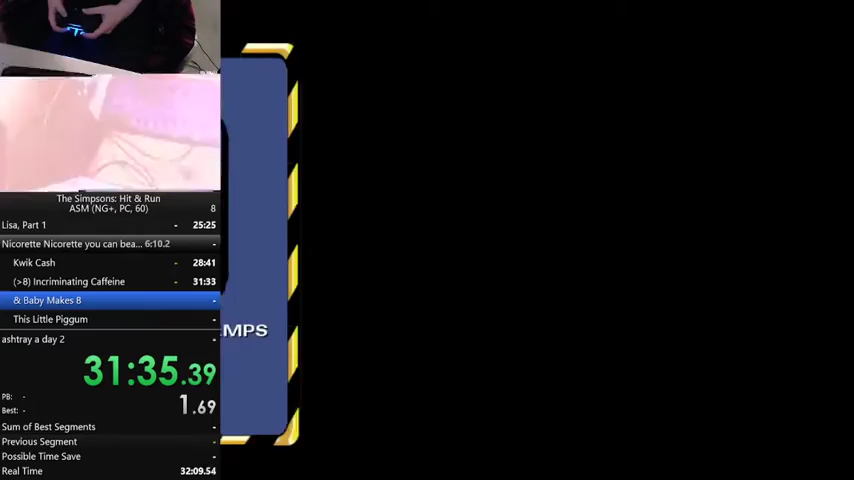 The Simpsons: Hit & Run
ASM (NG+, PC, 60) 8
Lisa, Part 1 - 25:25
Nicorette Nicorette you can bea... 6:10.2 -
Kwik Cash - 28:41
(>8) Incriminating Caffeine - 31:33
& Baby Makes 8 -
This Little Piggum -
ashtray a day 2 -
31:35.39
PB: -
Best: -
1.69
Sum of Best Segments -
Previous Segment -
Possible Time Save -
Real Time 32:09.54
EMPS